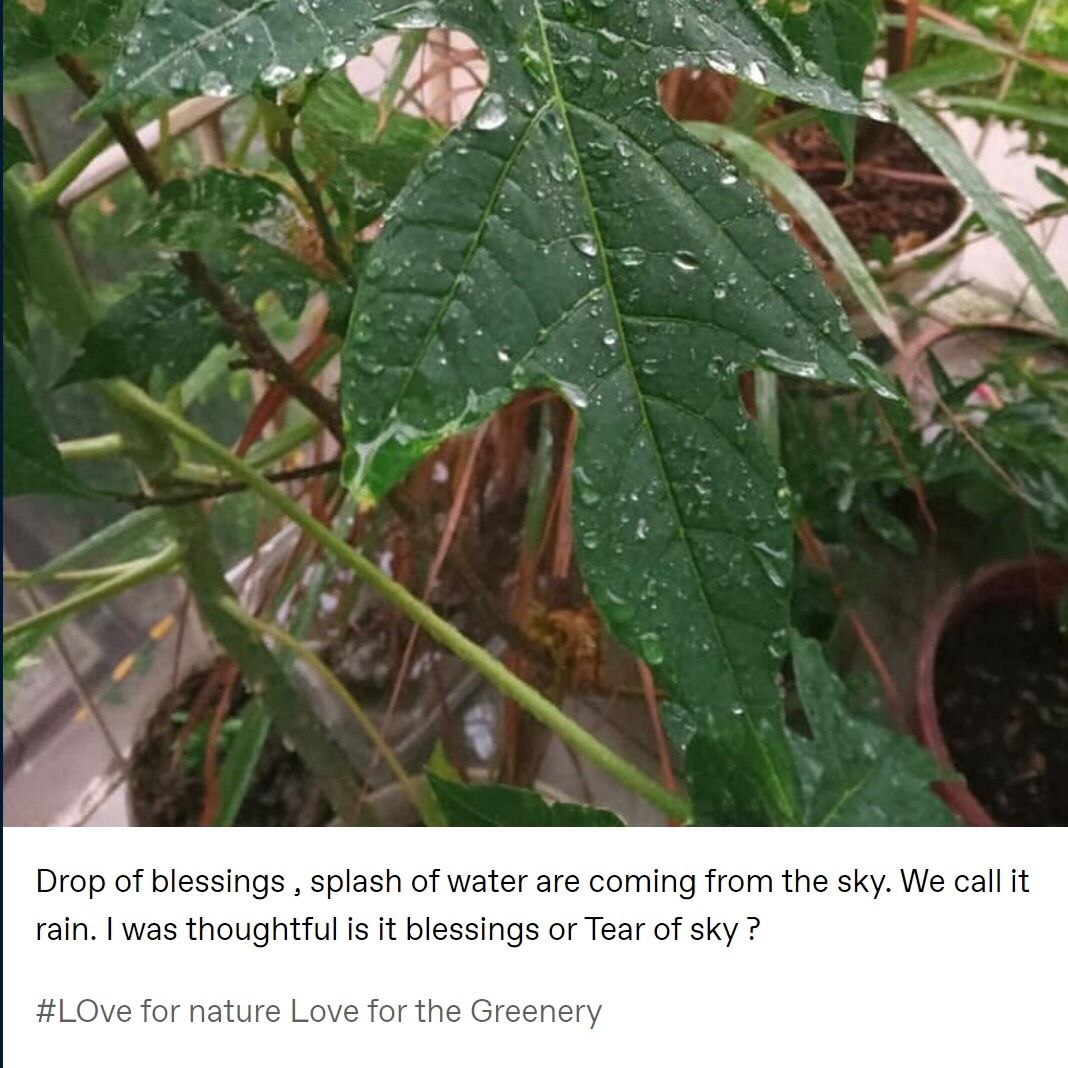 Drop of blessings , splash of water are coming from the sky. We call it
rain. I was thoughtful is it blessings or Tear of sky ?
#LOve for nature Love for the Greenery